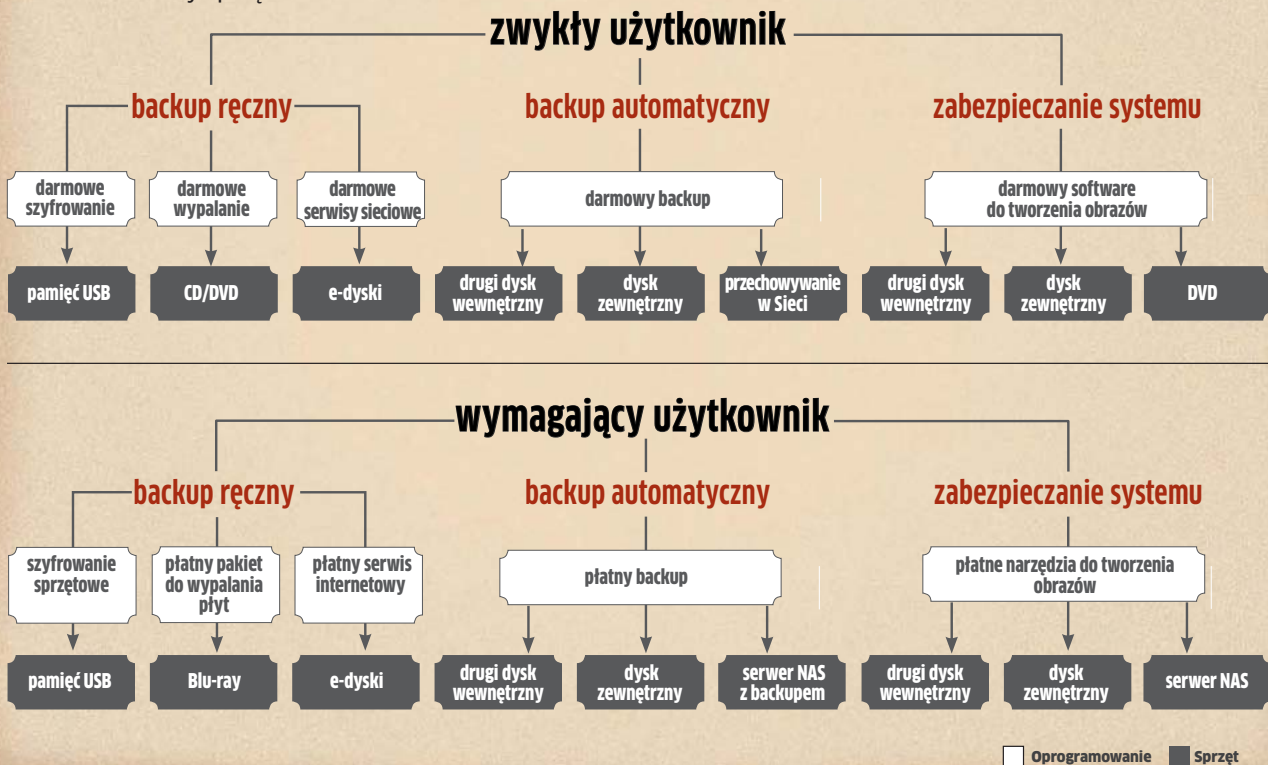 zwykły użytkownik
backup ręczny
backup automatyczny
zabezpieczanie systemu
darmowe
szyfrowanie
darmowe
wypalanie
darmowe
serwisy sieciowe
darmowy backup
darmowy software
do tworzenia obrazów
pamięć USB
CD/DVD
e-dyski
drugi dysk
wewnętrzny
dysk
zewnętrzny
przechowywanie
w Sieci
drugi dysk
wewnętrzny
dysk
zewnętrzny
DVD
wymagający użytkownik
backup ręczny
backup automatyczny
zabezpieczanie systemu
szyfrowanie
sprzętowe
płatny pakiet
do wypalania
płyt
płatny serwis
internetowy
płatny backup
płatne narzędzia do tworzenia
obrazów
pamięć USB
Blu-ray
e-dyski
drugi dysk
wewnętrzny
dysk
zewnętrzny
serwer NAS
z backupem
drugi dysk
wewnętrzny
dysk
zewnętrzny
serwer NAS
Oprogramowanie
Sprzęt